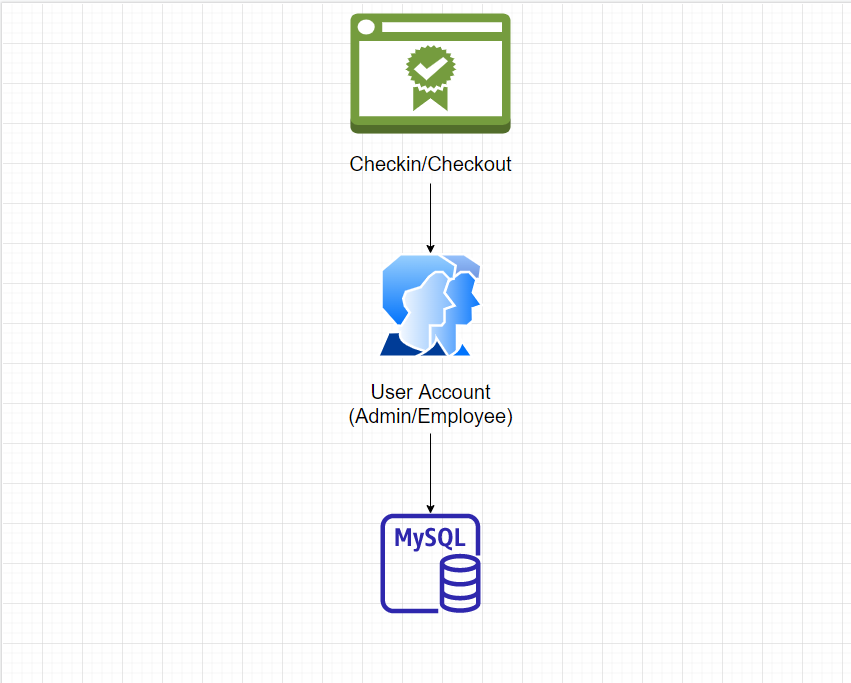 Checkin/Checkout
User Account
(Admin/Employee)
MySQL